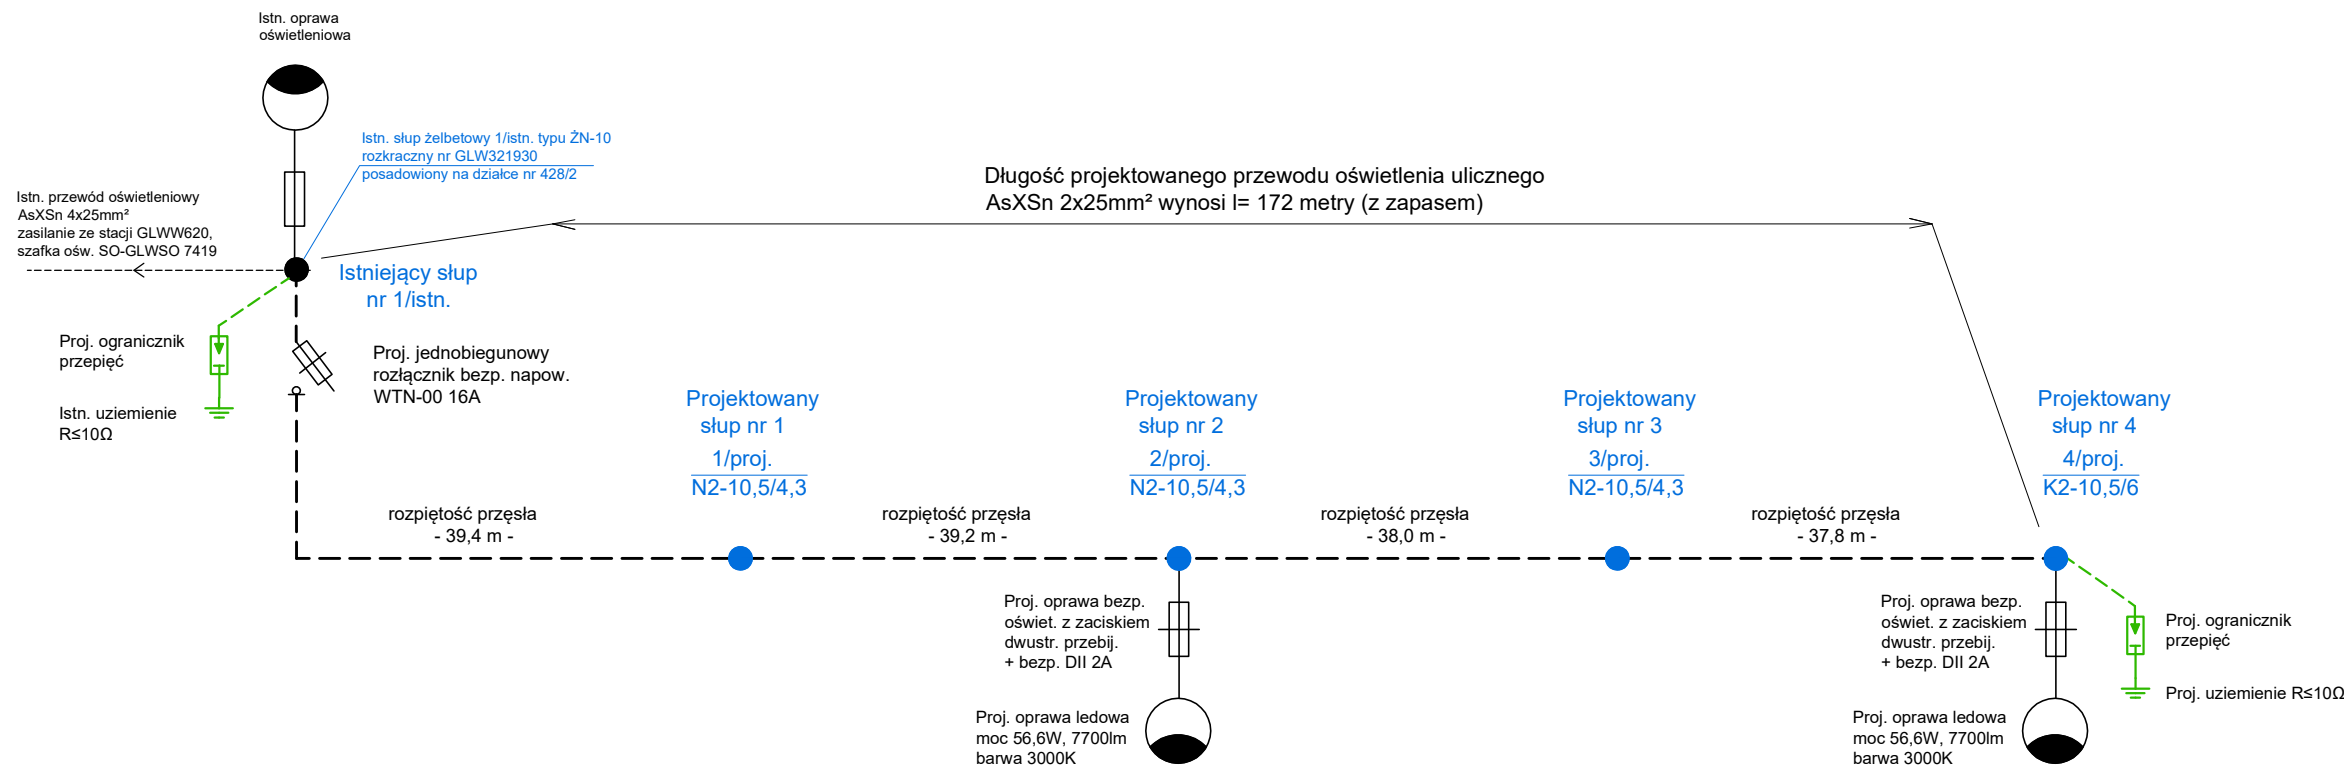 Istn. oprawa
oświetleniowa
Istn. słup żelbetowy 1/istn. typu ŻN-10
rozkraczny nr GLW321930
posadowiony na działce nr 428/2
Istn. przewód oświetleniowy
AsXSn 4x25mm²
zasilanie ze stacji GLWW620,
szafka ośw. SO-GLWSO 7419
Długość projektowanego przewodu oświetlenia ulicznego
AsXSn 2x25mm² wynosi l= 172 metry (z zapasem)
Istniejący słup
nr 1/istn.
Proj. ogranicznik
przepięć
Istn. uziemienie
R≤10Ω
Proj. jednobiegunowy
rozłącznik bezp. napow.
WTN-00 16A
Projektowany
słup nr 1
1/proj.
N2-10,5/4,3
Projektowany
słup nr 2
2/proj.
N2-10,5/4,3
Projektowany
słup nr 3
3/proj.
N2-10,5/4,3
Projektowany
słup nr 4
4/proj.
K2-10,5/6
rozpiętość przęsła
- 39,4 m -
rozpiętość przęsła
- 39,2 m -
rozpiętość przęsła
- 38,0 m -
rozpiętość przęsła
- 37,8 m -
Proj. oprawa bezp.
oświet. z zaciskiem
dwustr. przebij.
+ bezp. DII 2A
Proj. oprawa ledowa
moc 56,6W, 7700lm
barwa 3000K
Proj. oprawa bezp.
oświet. z zaciskiem
dwustr. przebij.
+ bezp. DII 2A
Proj. oprawa ledowa
moc 56,6W, 7700lm
barwa 3000K
Proj. ogranicznik
przepięć
Proj. uziemienie R≤10Ω